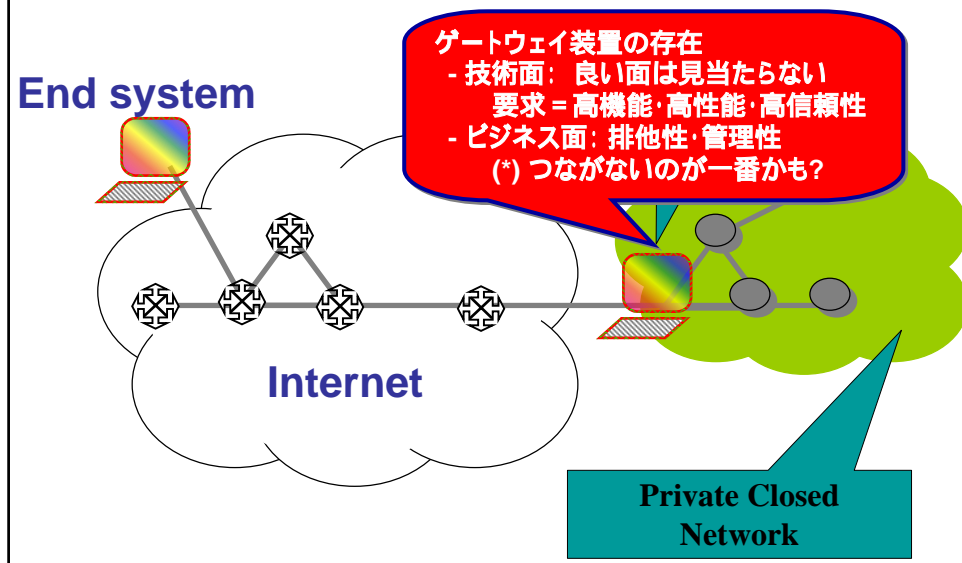 End system
ゲートウェイ装置の存在
- 技術面: 良い面は見当たらない
要求 = 高機能・高性能・高信頼性
- ビジネス面: 排他性・管理性
(*) つながないのが一番かも?
Internet
Private Closed
Network